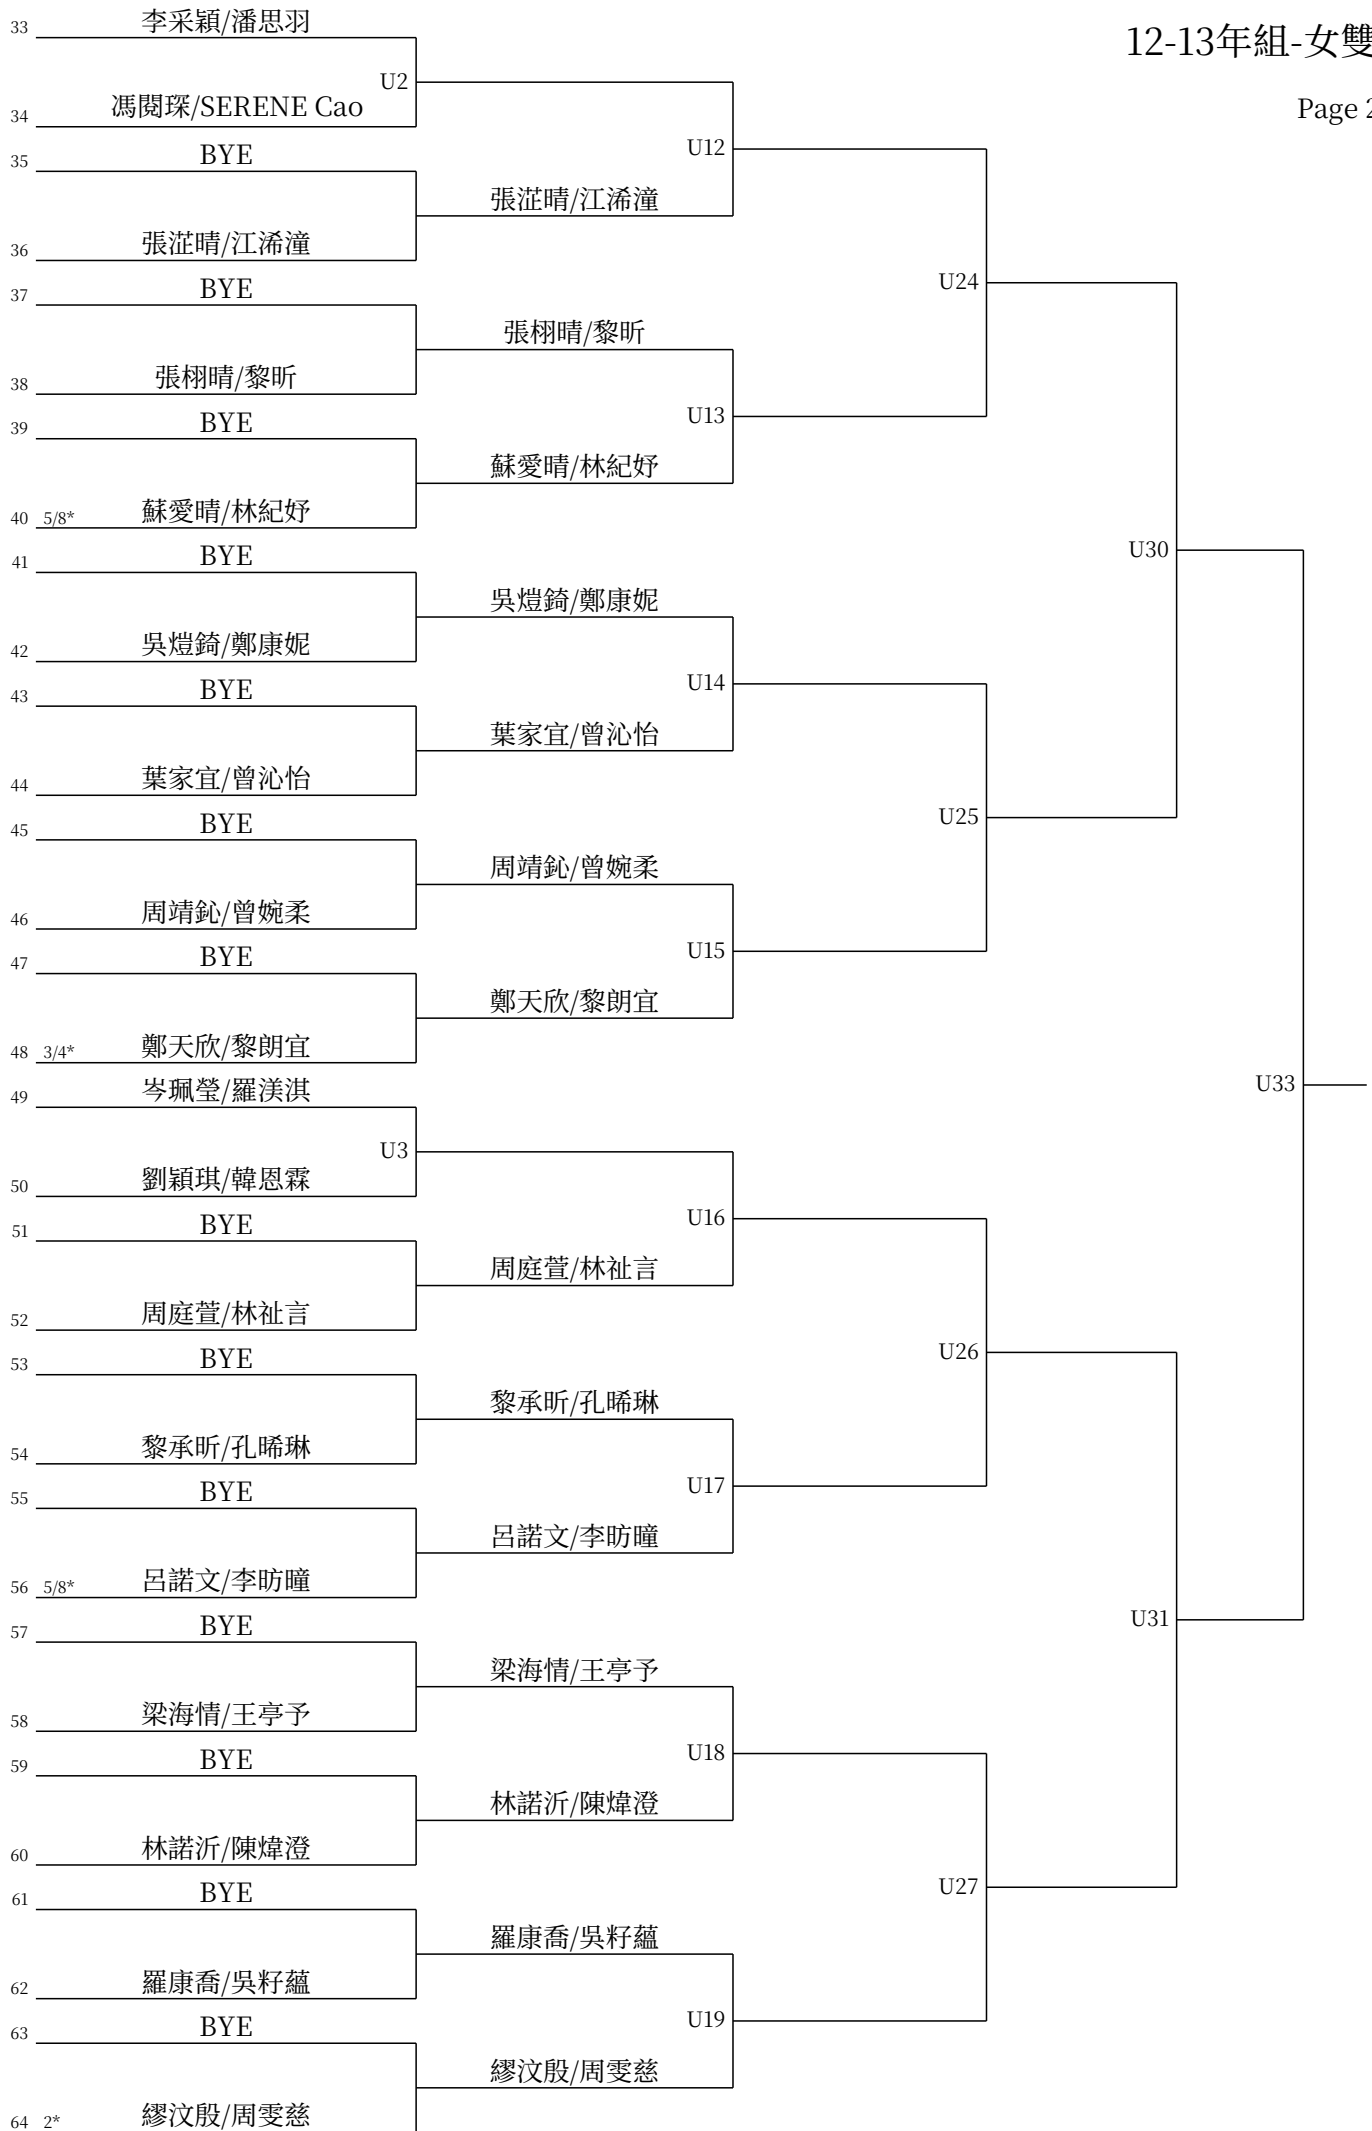 12-13年組-女雙
Page 2
33 李采穎/潘思羽
U2
34 馮閱琛/SERENE Cao
U12
35 BYE
張淽晴/江浠潼
36 張淽晴/江浠潼
U24
37 BYE
張栩晴/黎昕
38 張栩晴/黎昕
U13
39 BYE
蘇愛晴/林紀妤
40 5/8* 蘇愛晴/林紀妤
U30
41 BYE
吳愷錡/鄭康妮
42 吳愷錡/鄭康妮
U14
43 BYE
葉家宜/曾沁怡
44 葉家宜/曾沁怡
U25
45 BYE
周靖鈊/曾婉柔
46 周靖鈊/曾婉柔
U15
47 BYE
鄭天欣/黎朗宜
48 3/4* 鄭天欣/黎朗宜
U33
49 岑珮瑩/羅渼淇
U3
50 劉穎琪/韓恩霖
U16
51 BYE
周庭萱/林祉言
52 周庭萱/林祉言
U26
53 BYE
黎承昕/孔晞琳
54 黎承昕/孔晞琳
U17
55 BYE
呂諾文/李昉瞳
56 5/8* 呂諾文/李昉瞳
U31
57 BYE
梁海情/王亭予
58 梁海情/王亭予
U18
59 BYE
林諾沂/陳煒澄
60 林諾沂/陳煒澄
U27
61 BYE
羅康喬/吳籽蘊
62 羅康喬/吳籽蘊
U19
63 BYE
繆汶殷/周雯慈
64 2* 繆汶殷/周雯慈